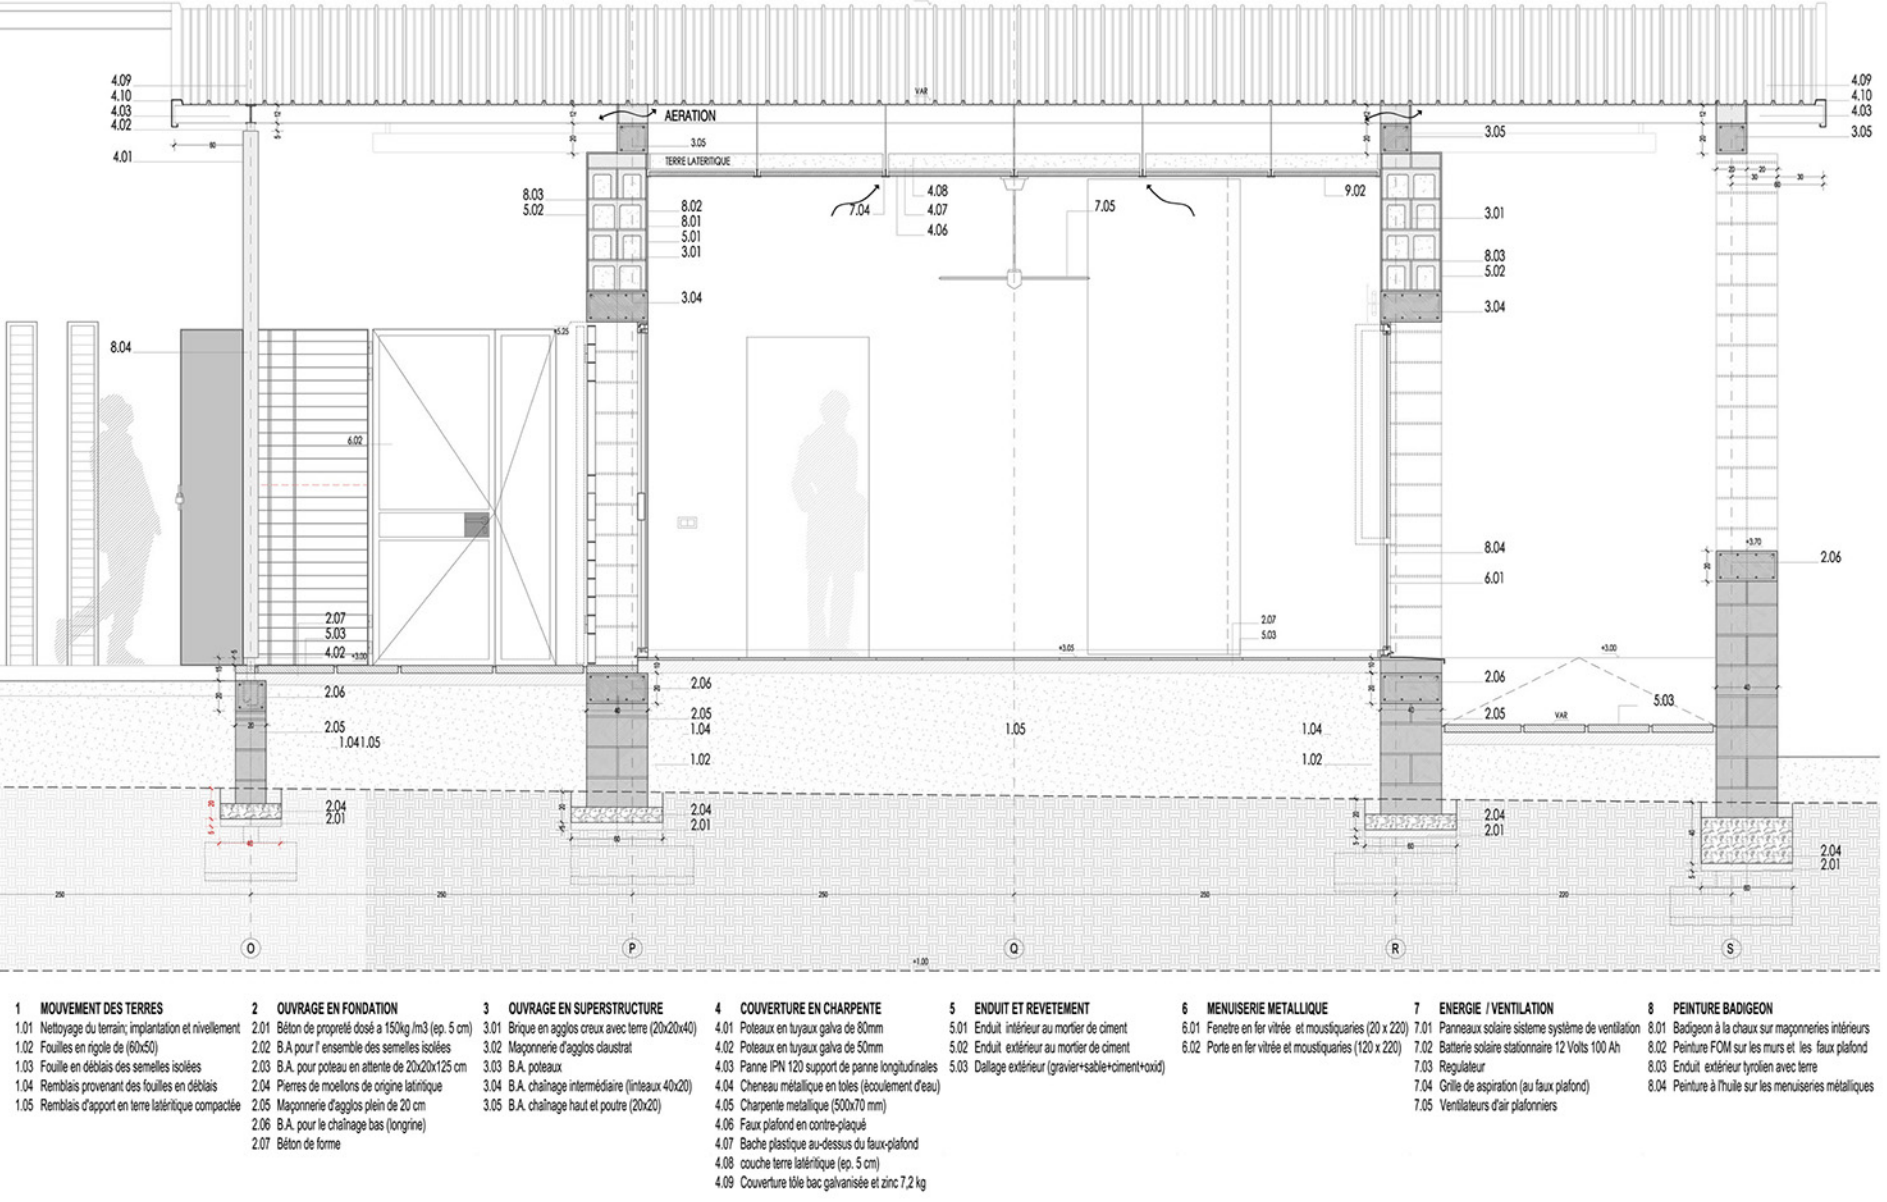 VAR
4.09
4.10
4.03
4.02
4.01
AERATION
3.05
TERRE LATERITIQUE
8.03
5.02
8.02
8.01
5.01
3.01
3.04
7.04
4.08
4.07
4.06
7.05
9.02
3.05
3.01
8.03
5.02
3.04
4.09
4.10
4.03
3.05
8.04
6.02
+5.25
8.04
6.01
+3.70
2.06
2.07
5.03
4.02
+3.00
+3.05
2.07
5.03
+3.00
2.06
2.05
1.04 1.05
2.06
2.05
1.04
1.02
1.05
1.04
1.02
2.06
2.05
VAR
5.03
2.04
2.01
2.04
2.01
2.04
2.01
2.04
2.01
250
250
250
250
220
O
P
Q
R
S
+1.00
1 MOUVEMENT DES TERRES
1.01 Nettoyage du terrain; implantation et nivellement
1.02 Fouilles en rigole de (60x50)
1.03 Fouille en déblais des semelles isolées
1.04 Remblais provenant des fouilles en déblais
1.05 Remblais d'apport en terre latéritique compactée
2 OUVRAGE EN FONDATION
2.01 Béton de propreté dosé a 150kg /m3 (ep. 5 cm)
2.02 B.A pour l' ensemble des semelles isolées
2.03 B.A. pour poteau en attente de 20x20x125 cm
2.04 Pierres de moellons de origine latiritique
2.05 Maçonnerie d'agglos plein de 20 cm
2.06 B.A. pour le chaînage bas (longrine)
2.07 Béton de forme
3 OUVRAGE EN SUPERSTRUCTURE
3.01 Brique en agglos creux avec terre (20x20x40)
3.02 Maçonnerie d'agglos claustrat
3.03 B.A. poteaux
3.04 B.A. chaînage intermédiaire (linteaux 40x20)
3.05 B.A. chaînage haut et poutre (20x20)
4 COUVERTURE EN CHARPENTE
4.01 Poteaux en tuyaux galva de 80mm
4.02 Poteaux en tuyaux galva de 50mm
4.03 Panne IPN 120 support de panne longitudinales
4.04 Cheneau métallique en toles (écoulement d'eau)
4.05 Charpente metallique (500x70 mm)
4.06 Faux plafond en contre-plaqué
4.07 Bache plastique au-dessus du faux-plafond
4.08 couche terre latéritique (ep. 5 cm)
4.09 Couverture tôle bac galvanisée et zinc 7,2 kg
5 ENDUIT ET REVETEMENT
5.01 Enduit intérieur au mortier de ciment
5.02 Enduit extérieur au mortier de ciment
5.03 Dallage extérieur (gravier+sable+ciment+oxid)
6 MENUISERIE METALLIQUE
6.01 Fenetre en fer vitrée et moustiquaries (20 x 220)
6.02 Porte en fer vitrée et moustiquaries (120 x 220)
7 ENERGIE / VENTILATION
7.01 Panneaux solaire sisteme système de ventilation
7.02 Batterie solaire stationnaire 12 Volts 100 Ah
7.03 Regulateur
7.04 Grille de aspiration (au faux plafond)
7.05 Ventilateurs d'air plafonniers
8 PEINTURE BADIGEON
8.01 Badigeon à la chaux sur maçonneries intérieurs
8.02 Peinture FOM sur les murs et les faux plafond
8.03 Enduit extérieur tyrolien avec terre
8.04 Peinture à l'huile sur les menuiseries métalliques